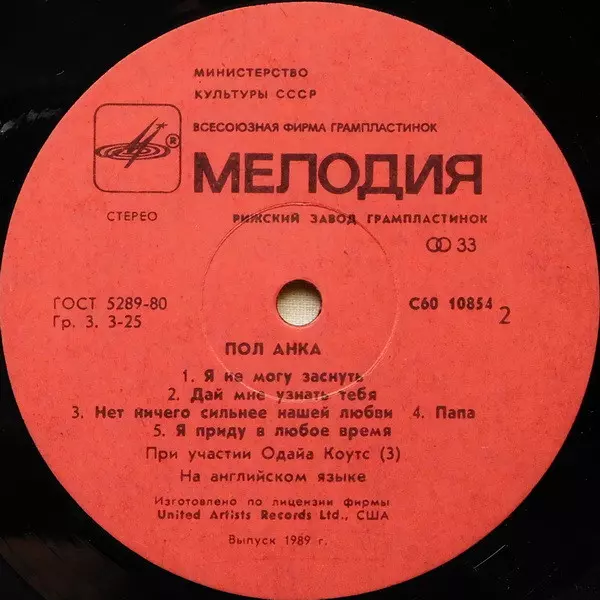 МИНИСТЕРСТВО
КУЛЬТУРЫ СССР
ВСЕСОЮЗНАЯ ФИРМА ГРАМПЛАСТИНОК
®
МЕЛОДИЯ
СТЕРЕО
РИЖСКИЙ ЗАВОД ГРАМПЛАСТИНОК
33
ГОСТ 5289-80
Гр. 3. 3-25
С60 10854 2
ПОЛ АНКА
1. Я не могу заснуть
2. Дай мне узнать тебя
3. Нет ничего сильнее нашей любви 4. Папа
5. Я приду в любое время
При участии Одайа Коутс (3)
На английском языке
Изготовлено по лицензии фирмы
United Artists Records Ltd., США
Выпуск 1989 г.